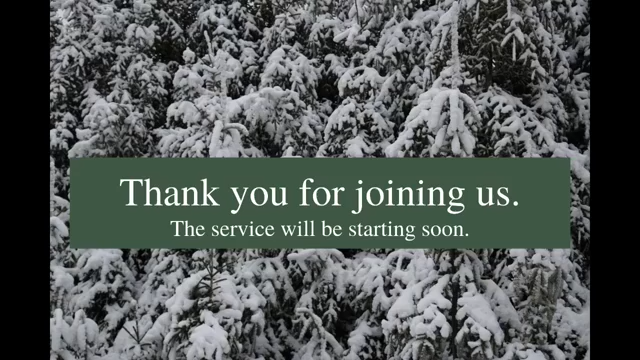 Thank you for joining us.
The service will be starting soon.